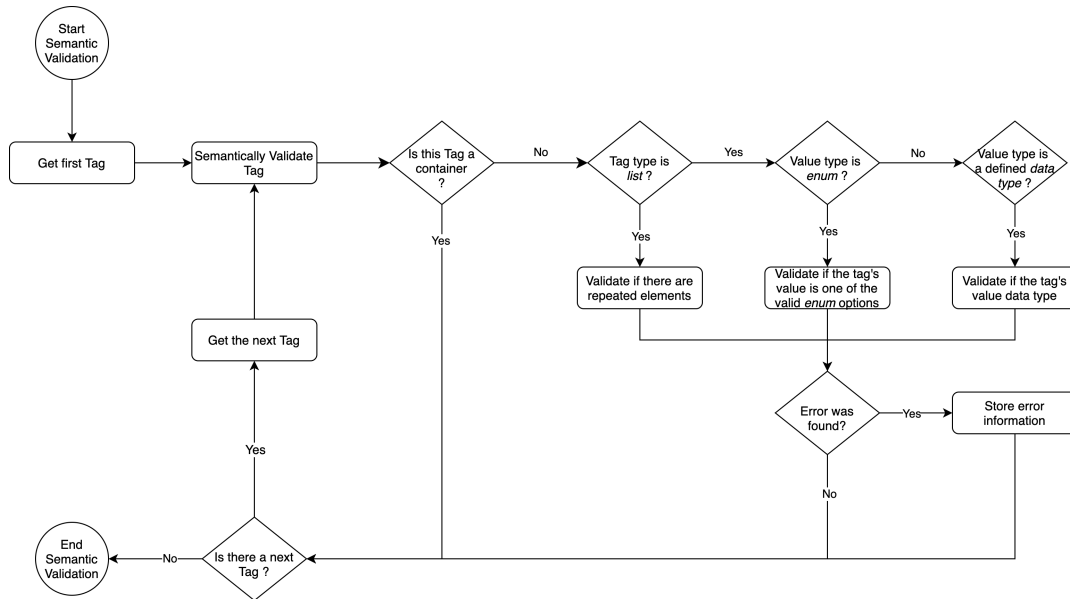 Start
Semantic
Validation
Get first Tag
Semantically Validate
Tag
Is this Tag a
container
?
No
Tag type is
list ?
Yes
Value type is
enum ?
No
Value type is
a defined data
type ?
Yes
Yes
Yes
Yes
Validate if there are
repeated elements
Validate if the tag's
value is one of the
valid enum options
Validate if the tag's
value data type
Get the next Tag
Error was
found?
Yes
Store error
information
Yes
No
End
Semantic
Validation
No
Is there a next
Tag ?